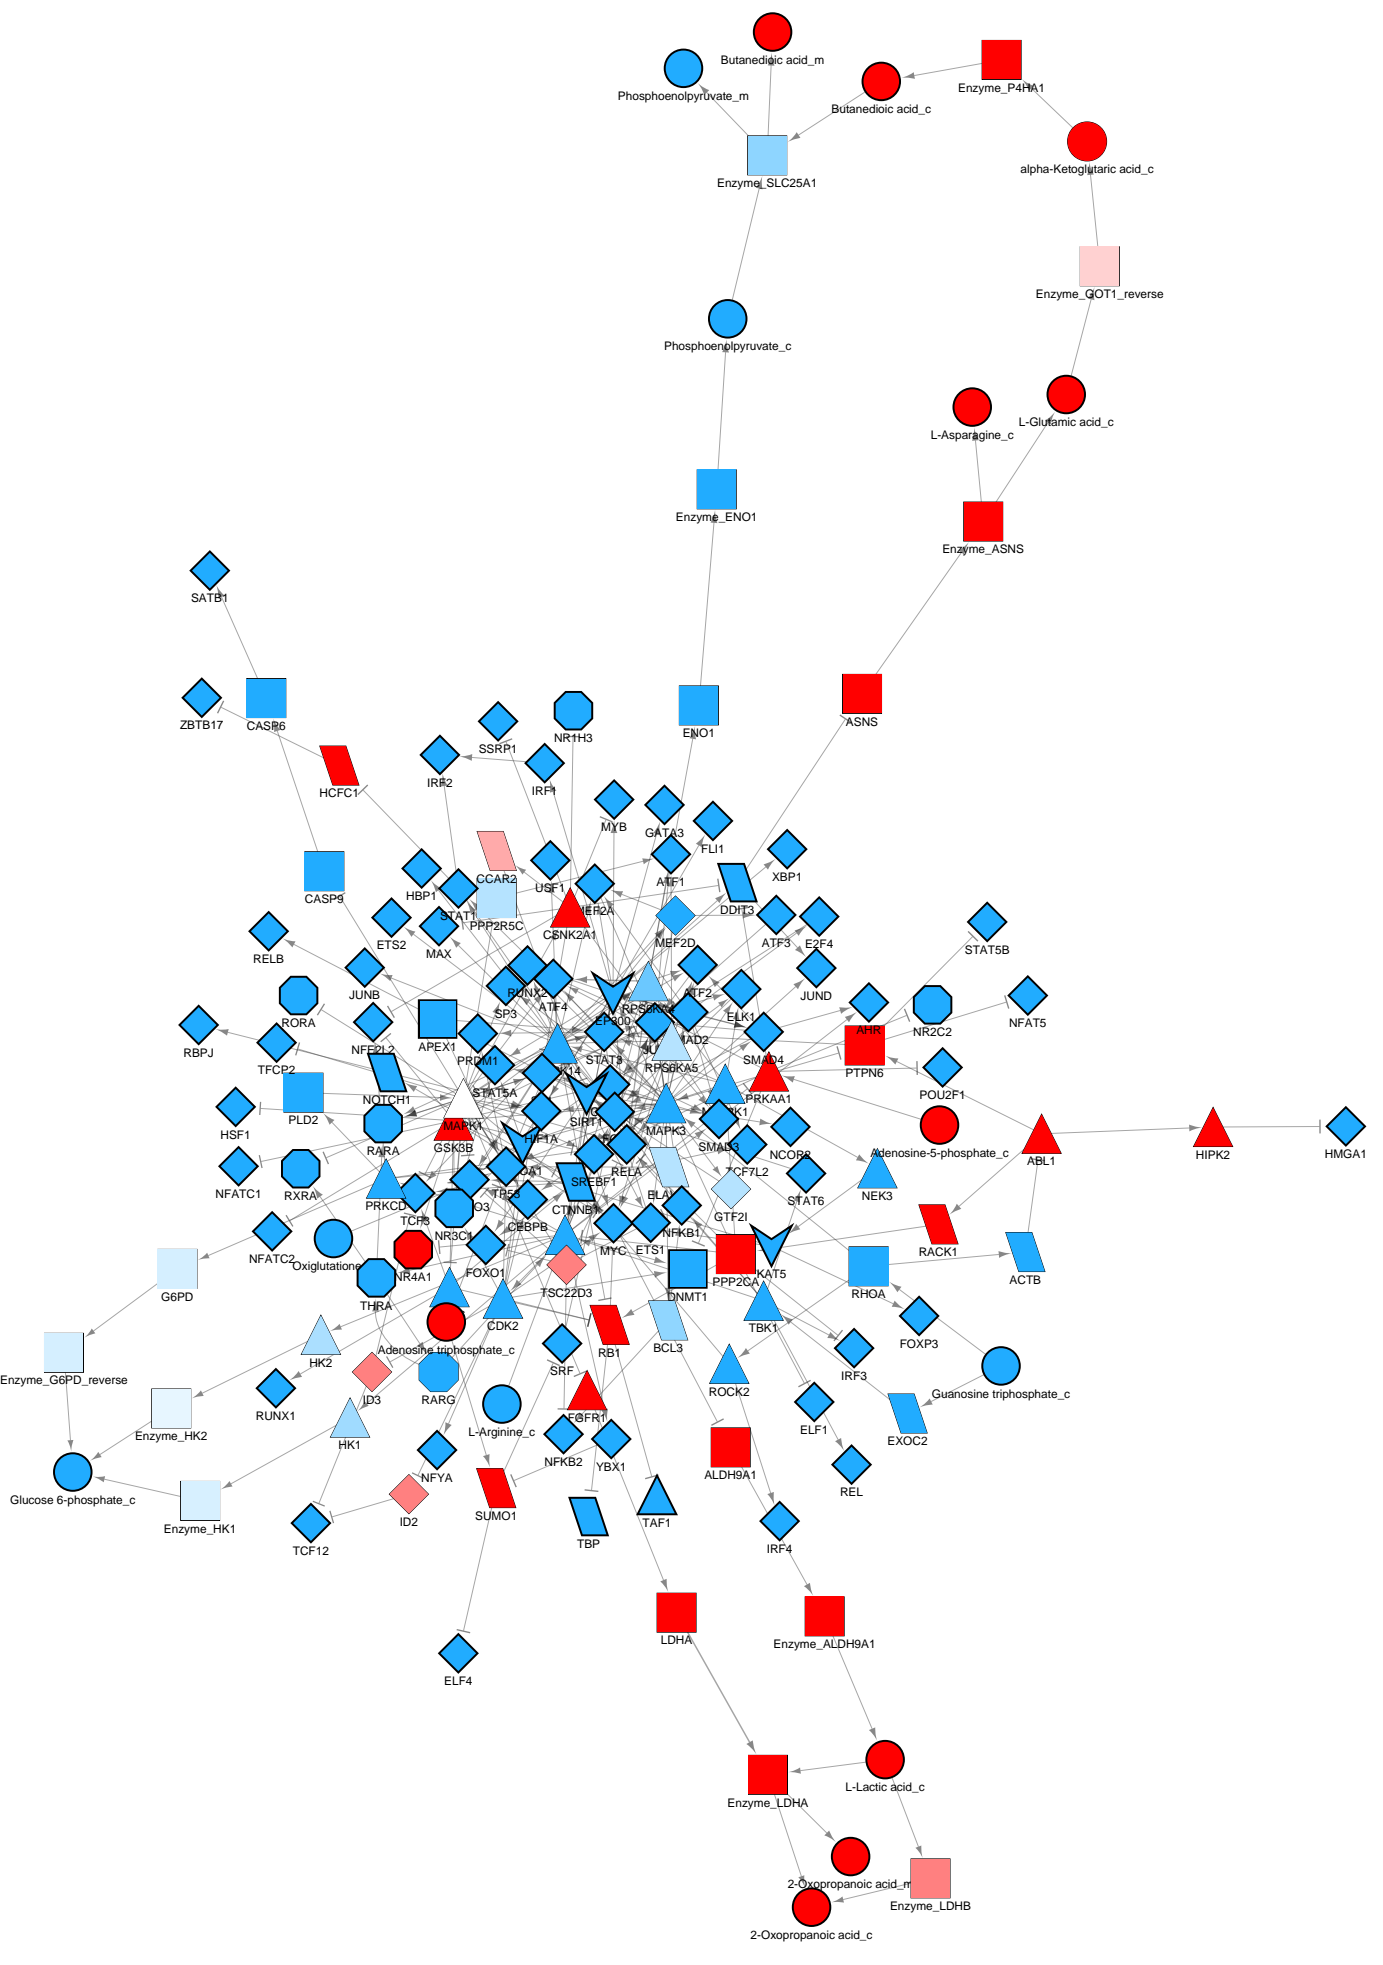 Butanedioic acid_m
Phosphoenolpyruvate_m
Enzyme_P4HA1
Butanedioic acid_c
alpha-Ketoglutaric acid_c
Enzyme_SLC25A1
Enzyme_GOT1_reverse
Phosphoenolpyruvate_c
L-Glutamic acid_c
L-Asparagine_c
Enzyme_ENO1
Enzyme_ASNS
SATB1
ZBTB17
CASP6
ASNS
ENO1
NR1H3
SSRP1
IRF2
IRF1
HCFC1
MYB
GATA3
FLI1
XBP1
CCAR2
HBP1
USF1
ATF1
CASP9
STAT1
PPP2R5C
MEF2A
DDIT3
CSNK2A1
ETS2
MAX
MEF2D
ATF3
E2F4
STAT5B
RELB
JUNB
RUNX2
ATF4
SP3
ATF2
JUND
RPS6KA4
EP300
ELK1
RORA
NFE2L2
APEX1
AHR
NR2C2
NFAT5
RBPJ
TFCP2
PRDM1
STAT3
SMAD2
SMAD4
PTPN6
RPS6KA5
NOTCH1
STAT5A
PRKAA1
POU2F1
HSF1
PLD2
RARA
MAPK1
GSK3B
HIF1A
SIRT1
MAPK3
SMAD3
NCOR2
Adenosine-5-phosphate_c
ABL1
HIPK2
HMGA1
NFATC1
RXRA
PRKCD
TP53
SREBF1
RELA
TCF7L2
STAT6
NEK3
TCF3
NR3C1
CEBPB
CTNNB1
NFKB1
GTF2I
NFATC2
Oxiglutatione
NR4A1
FOXO1
MYC
ETS1
KAT5
RACK1
ACTB
G6PD
THRA
TSC22D3
DNMT1
PPP2CA
RHOA
CDK2
TBK1
FOXP3
Enzyme_G6PD_reverse
HK2
Adenosine triphosphate_c
RB1
BCL3
SRF
IRF3
ROCK2
Guanosine triphosphate_c
RUNX1
ID3
RARG
L-Arginine_c
FGFR1
ELF1
EXOC2
Enzyme_HK2
HK1
NFYA
NFKB2
YBX1
ALDH9A1
REL
Glucose 6-phosphate_c
Enzyme_HK1
ID2
SUMO1
TAF1
TBP
IRF4
TCF12
LDHA
Enzyme_ALDH9A1
ELF4
L-Lactic acid_c
Enzyme_LDHA
2-Oxopropanoic acid_m
Enzyme_LDHB
2-Oxopropanoic acid_c